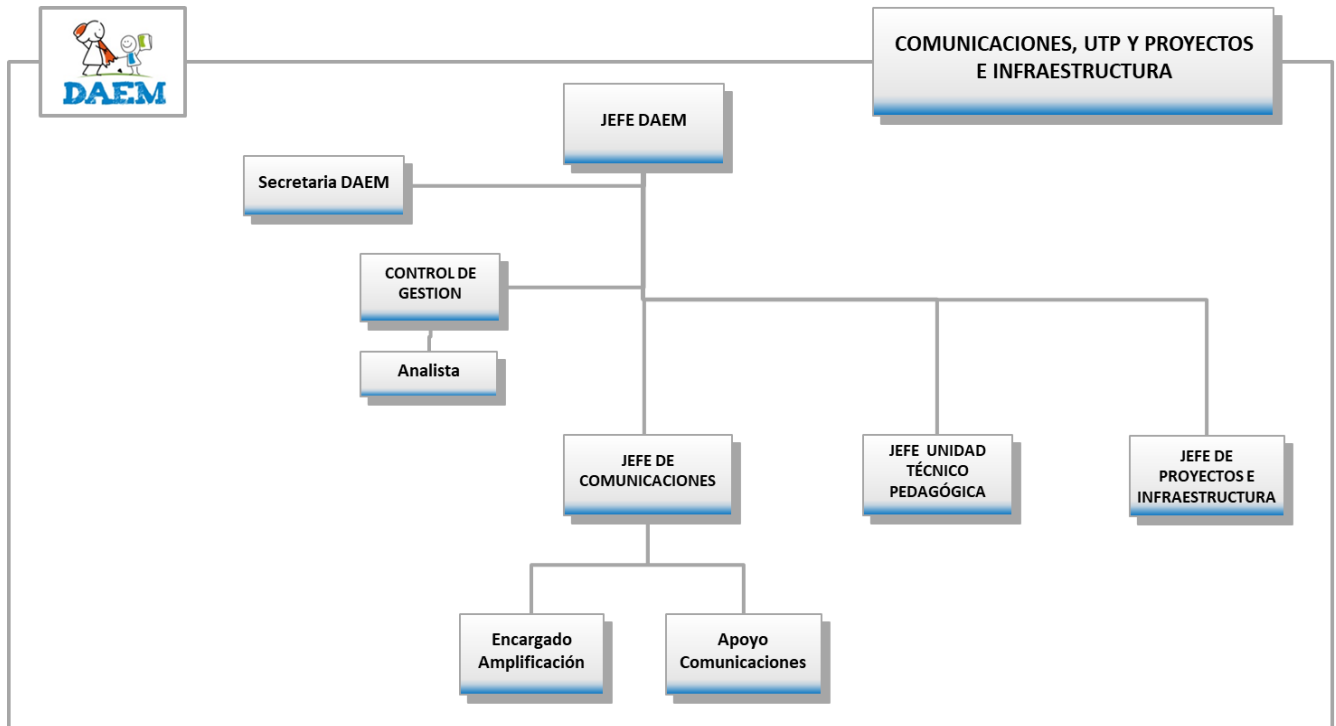 DAEM
COMUNICACIONES, UTP Y PROYECTOS
E INFRAESTRUCTURA
JEFE DAEM
Secretaria DAEM
CONTROL DE
GESTION
Analista
JEFE DE
COMUNICACIONES
JEFE UNIDAD
TÉCNICO
PEDAGÓGICA
JEFE DE
PROYECTOS E
INFRAESTRUCTURA
Encargado
Amplificación
Apoyo
Comunicaciones